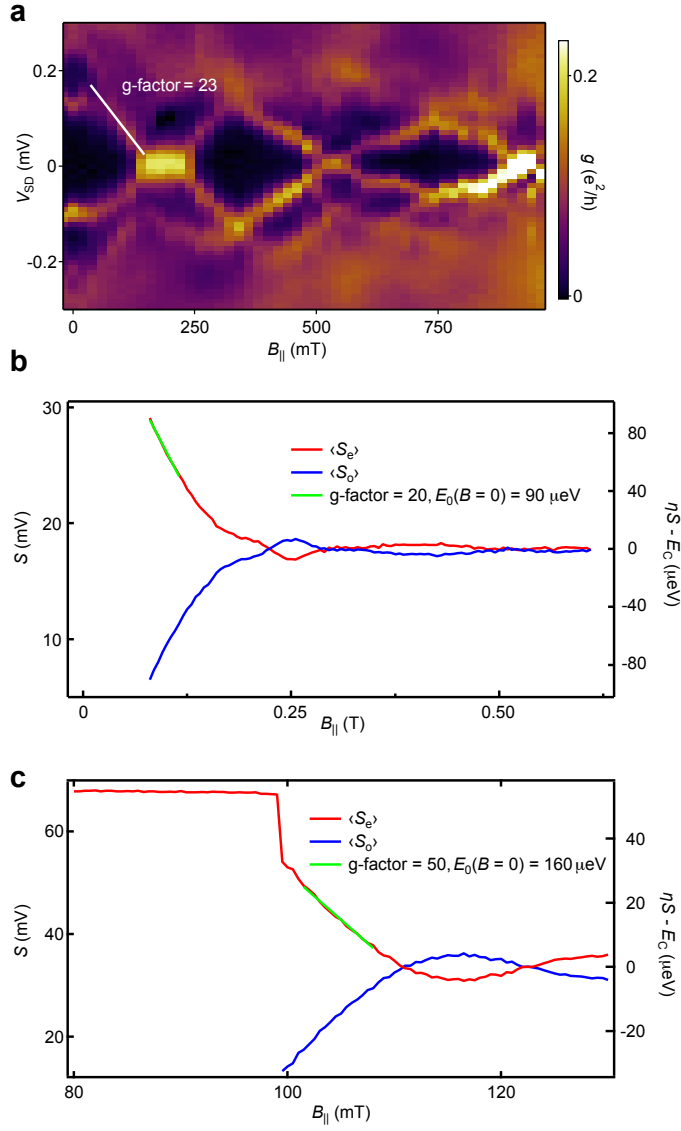 a
g-factor = 23
0.2
0
-0.2
V_SD (mV)
0
250
500
750
B_|| (mT)
0.2
0
g (e²/h)
b
30
20
10
S (mV)
⟨S_e⟩
⟨S_o⟩
g-factor = 20, E_0(B = 0) = 90 µeV
80
40
0
-40
-80
ηS - E_C (µeV)
0
0.25
0.50
B_|| (T)
c
60
40
20
S (mV)
⟨S_e⟩
⟨S_o⟩
g-factor = 50, E_0(B = 0) = 160 µeV
40
20
0
-20
ηS - E_C (µeV)
80
100
120
B_|| (mT)